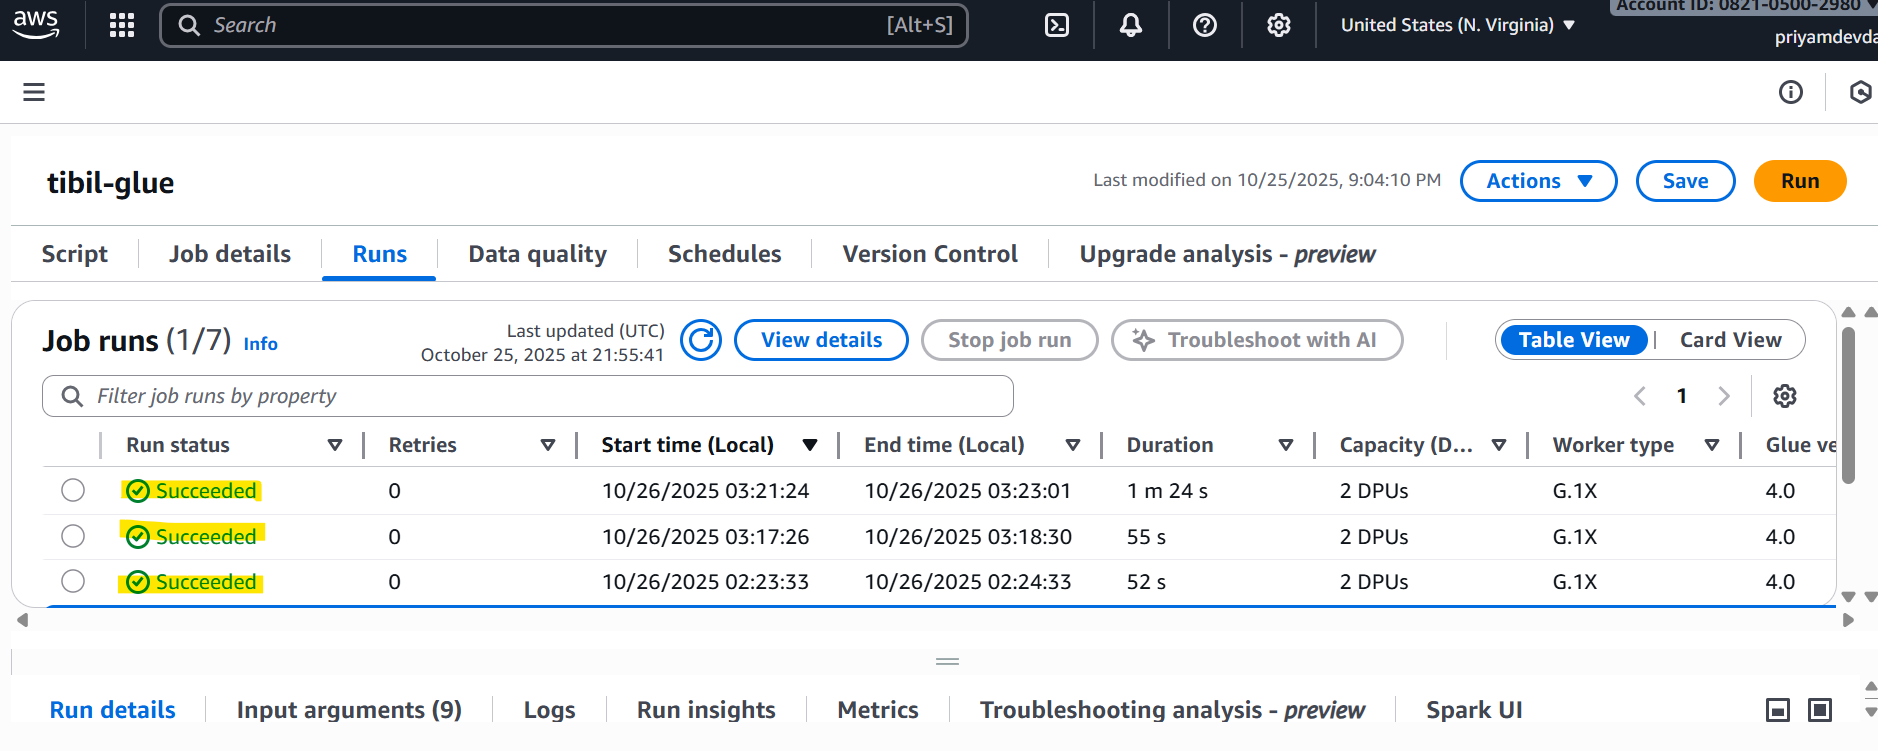 aws
Search [Alt+S]
United States (N. Virginia)
Account ID: 0821-0500-2980
priyamdevda
tibil-glue
Last modified on 10/25/2025, 9:04:10 PM
Actions
Save
Run
Script
Job details
Runs
Data quality
Schedules
Version Control
Upgrade analysis - preview
Job runs (1/7) Info
Last updated (UTC)
October 25, 2025 at 21:55:41
View details
Stop job run
Troubleshoot with AI
Table View
Card View
Filter job runs by property
1
Run status Retries Start time (Local) End time (Local) Duration Capacity (D... Worker type Glue ve
Succeeded 0 10/26/2025 03:21:24 10/26/2025 03:23:01 1 m 24 s 2 DPUs G.1X 4.0
Succeeded 0 10/26/2025 03:17:26 10/26/2025 03:18:30 55 s 2 DPUs G.1X 4.0
Succeeded 0 10/26/2025 02:23:33 10/26/2025 02:24:33 52 s 2 DPUs G.1X 4.0
Run details
Input arguments (9)
Logs
Run insights
Metrics
Troubleshooting analysis - preview
Spark UI